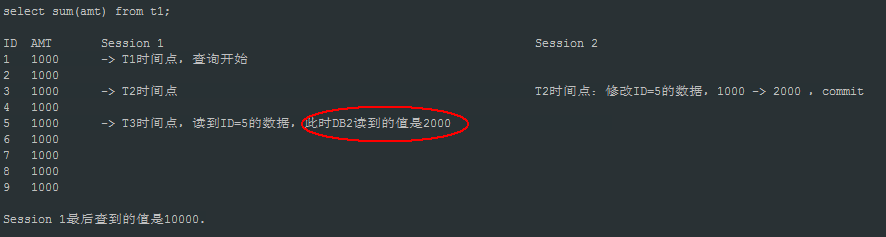 select sum(amt) from t1;
ID AMT Session 1 Session 2
1 1000 -> T1时间点，查询开始
2 1000
3 1000 -> T2时间点 T2时间点：修改ID=5的数据，1000 -> 2000 ，commit
4 1000
5 1000 -> T3时间点，读到ID=5的数据，此时DB2读到的值是2000
6 1000
7 1000
8 1000
9 1000
Session 1最后查到的值是10000.